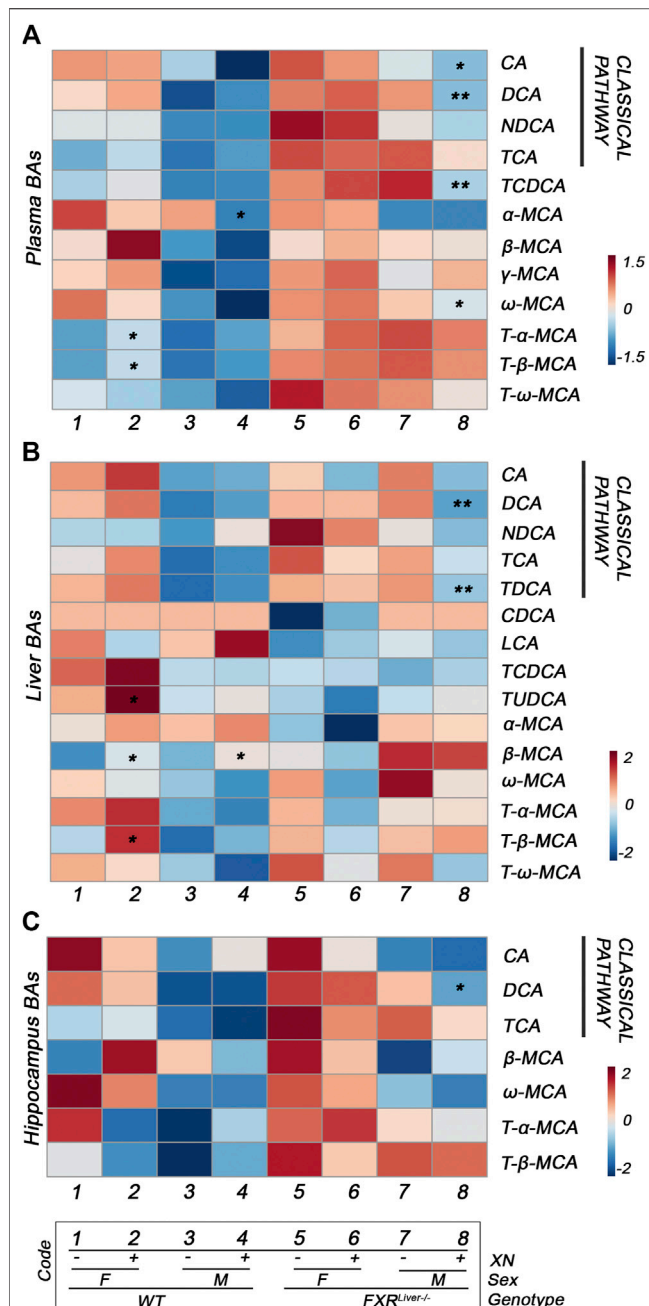 A
Plasma BAs
CA *
DCA **
NDCA
TCA
TCDCA **
α-MCA *
β-MCA
γ-MCA
ω-MCA *
T-α-MCA *
T-β-MCA *
T-ω-MCA
CLASSICAL
PATHWAY
1.5
0
-1.5
1 2 3 4 5 6 7 8
B
Liver BAs
CA
DCA **
NDCA
TCA
TDCA **
CDCA
LCA
TCDCA
TUDCA *
α-MCA
β-MCA * *
ω-MCA
T-α-MCA
T-β-MCA *
T-ω-MCA
CLASSICAL
PATHWAY
2
0
-2
1 2 3 4 5 6 7 8
C
Hippocampus BAs
CA
DCA *
TCA
β-MCA
ω-MCA
T-α-MCA
T-β-MCA
CLASSICAL
PATHWAY
2
0
-2
1 2 3 4 5 6 7 8
Code
1 2 3 4 5 6 7 8
- + - + - + - + XN
F M F M Sex
WT FXR^Liver-/- Genotype